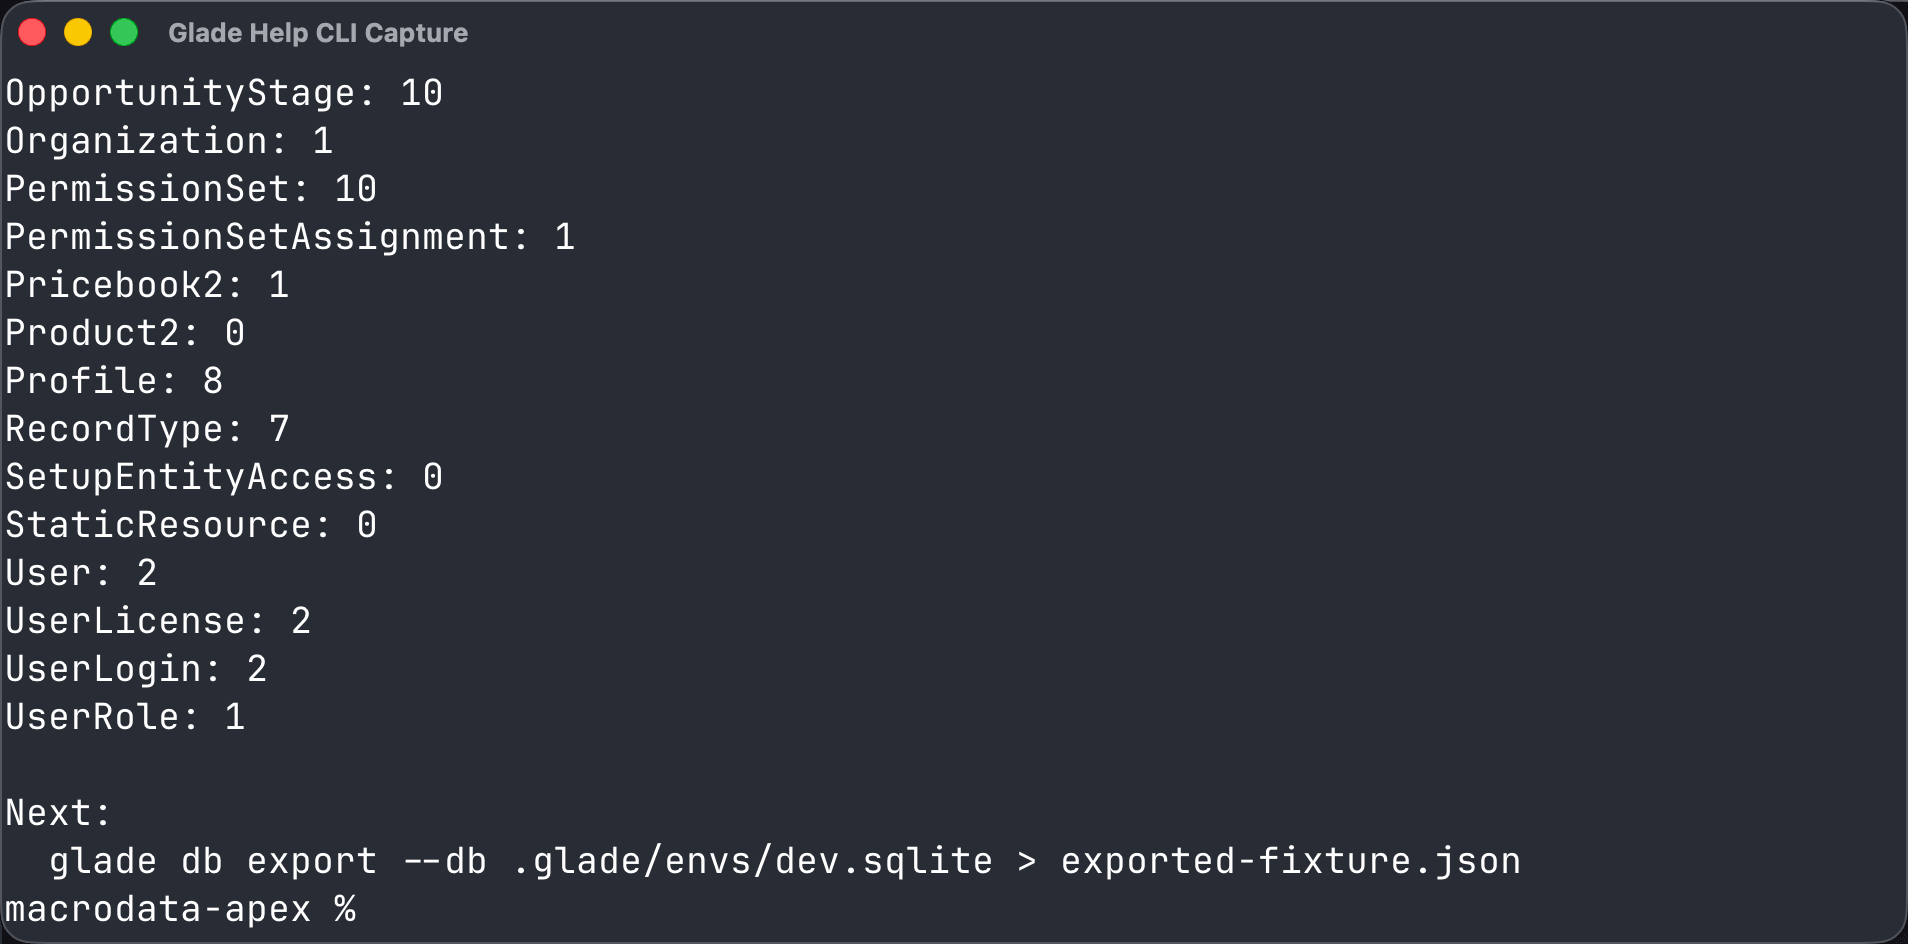 Glade Help CLI Capture
OpportunityStage: 10
Organization: 1
PermissionSet: 10
PermissionSetAssignment: 1
Pricebook2: 1
Product2: 0
Profile: 8
RecordType: 7
SetupEntityAccess: 0
StaticResource: 0
User: 2
UserLicense: 2
UserLogin: 2
UserRole: 1
Next:
  glade db export --db .glade/envs/dev.sqlite > exported-fixture.json
macrodata-apex %